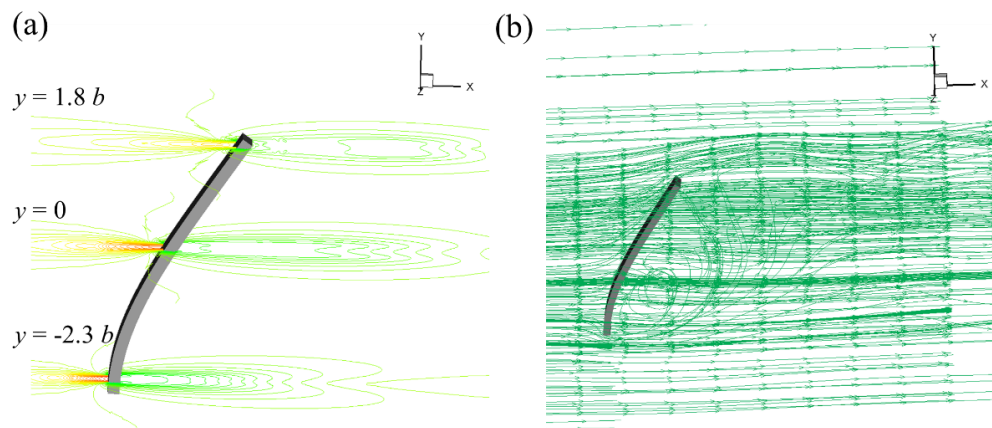 (a)
Y
Z
X
y = 1.8 b
y = 0
y = -2.3 b
(b)
Y
Z
X